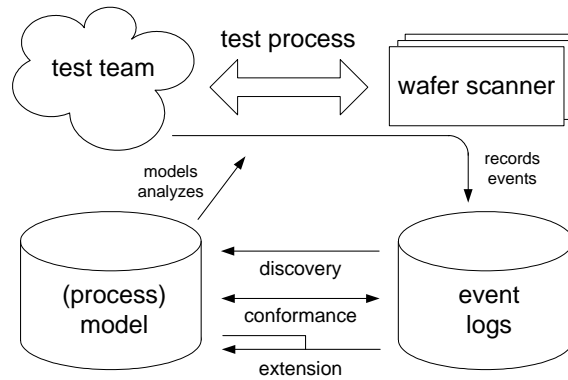 test process
test team
wafer scanner
models
analyzes
records
events
discovery
(process)
model
conformance
event
logs
extension